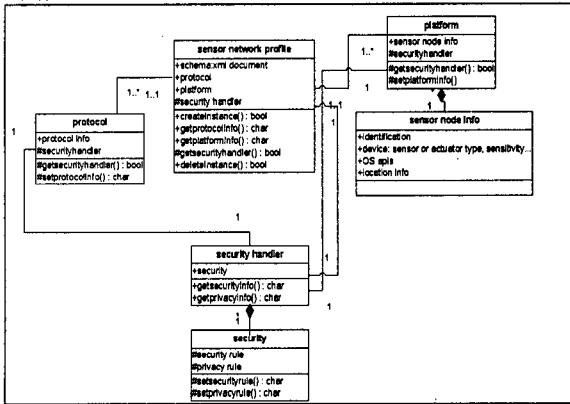 platform
+sensor node info
#securityhandler
#getsecurityhandler() : bool
#setplatforminfo()
1..*
1
sensor network profile
+schema:xml document
+protocol
+platform
#security handler
+createinstance() : bool
+getprotocolinfo() : char
+getplatforminfo() : char
#getsecurityhandler() : bool
+deleteinstance() : bool
1..*
1..1
1
1
1
protocol
+protocol info
#securityhandler
#getsecurityhandler() : bool
#setprotocolinfo() : char
1
sensor node info
+identification
+device: sensor or actuator type, sensitvity...
+OS apis
+location info
1
security handler
+security
+getsecurityinfo() : char
+getprivacyinfo() : char
1
1
1
1
security
#security rule
#privacy rule
#setsecurityrule() : char
#setprivacyrule() : char